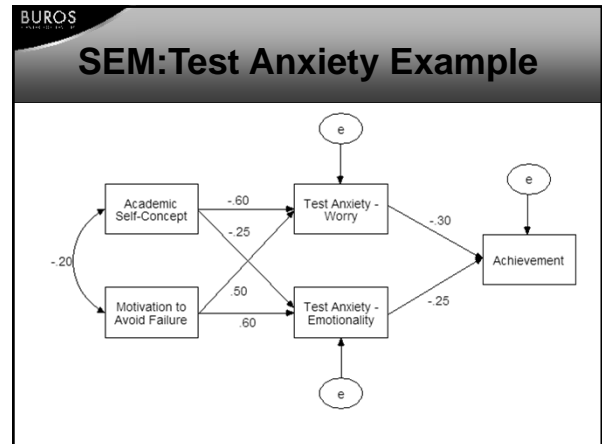 BUROS
SEM:Test Anxiety Example
e
e
Academic
Self-Concept
-.60
Test Anxiety -
Worry
-.30
-.25
-.20
Achievement
.50
Motivation to
Avoid Failure
.60
Test Anxiety -
Emotionality
-.25
e